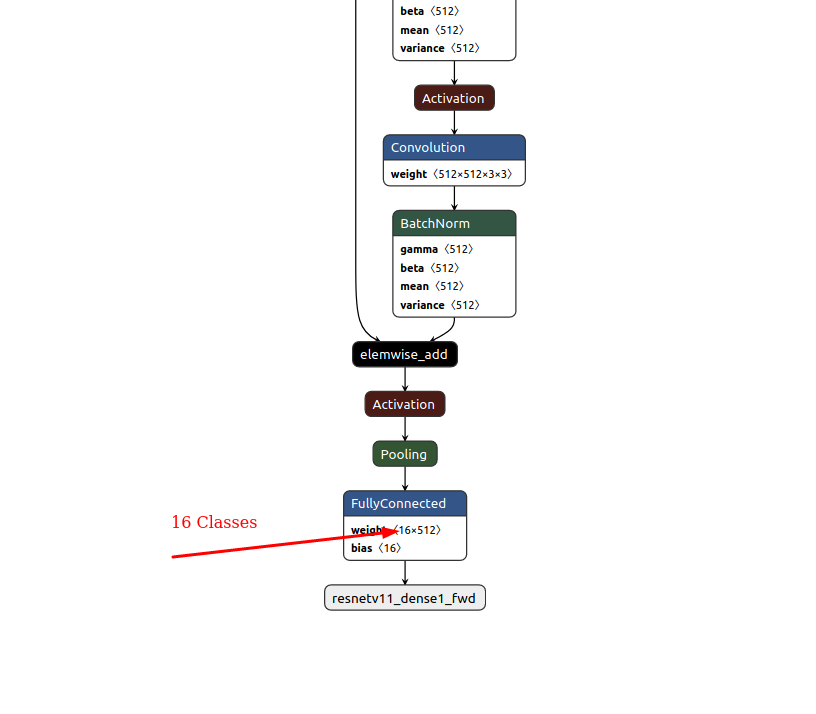 beta 〈512〉
mean 〈512〉
variance 〈512〉
Activation
Convolution
weight 〈512×512×3×3〉
BatchNorm
gamma 〈512〉
beta 〈512〉
mean 〈512〉
variance 〈512〉
elemwise_add
Activation
Pooling
FullyConnected
16 Classes
weight 〈16×512〉
bias 〈16〉
resnetv11_dense1_fwd